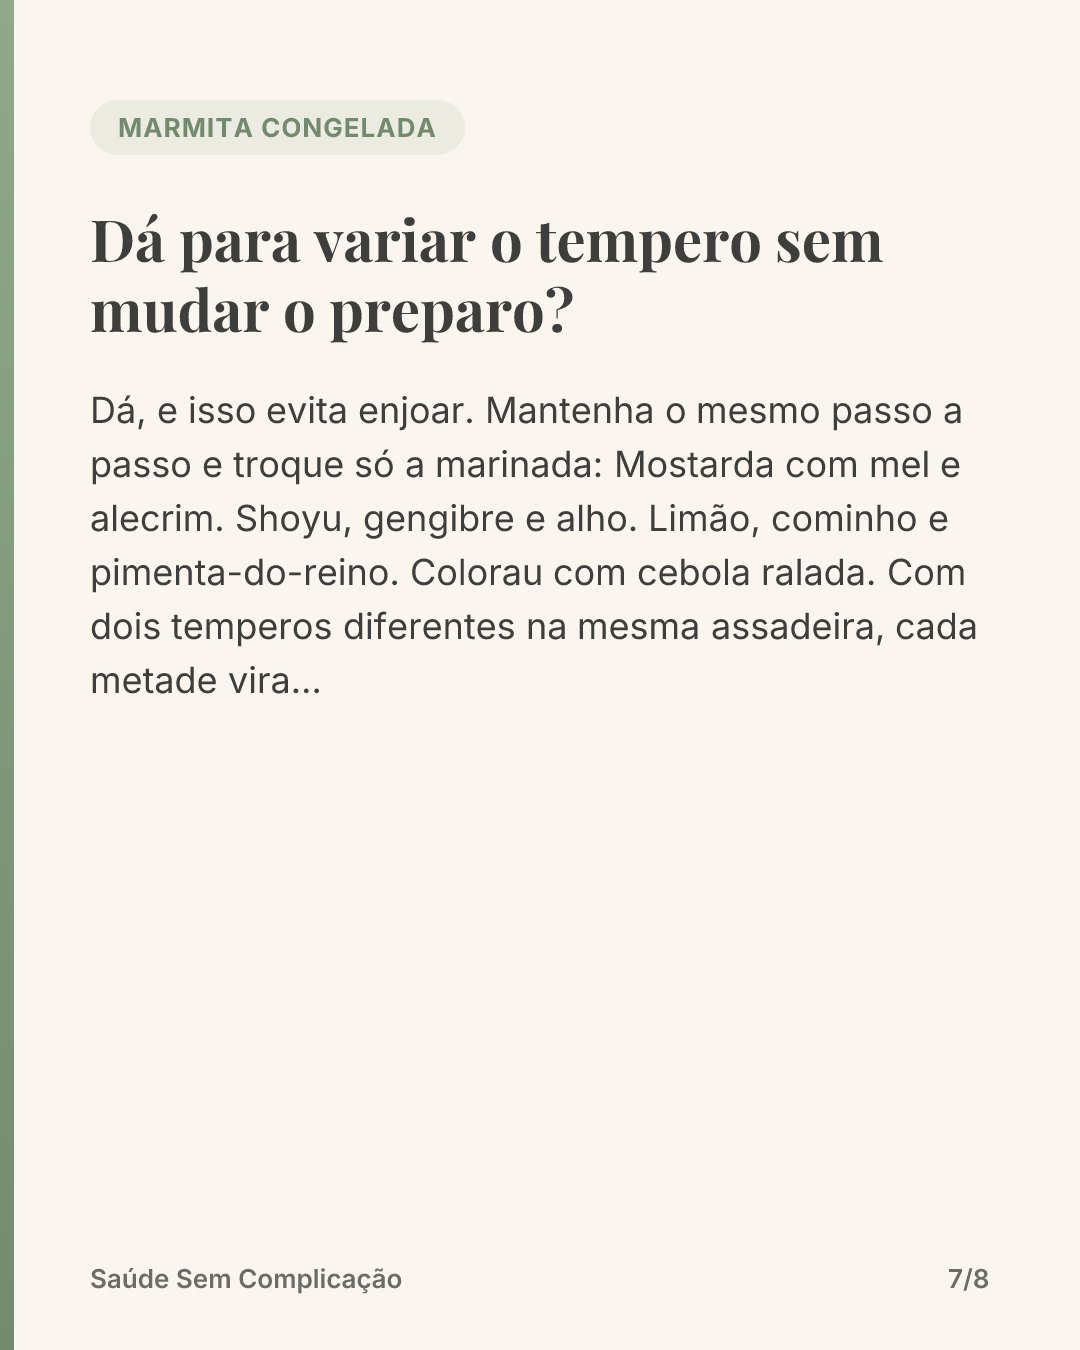 MARMITA CONGELADA
Dá para variar o tempero sem
mudar o preparo?
Dá, e isso evita enjoar. Mantenha o mesmo passo a
passo e troque só a marinada: Mostarda com mel e
alecrim. Shoyu, gengibre e alho. Limão, cominho e
pimenta-do-reino. Colorau com cebola ralada. Com
dois temperos diferentes na mesma assadeira, cada
metade vira...
Saúde Sem Complicação
7/8